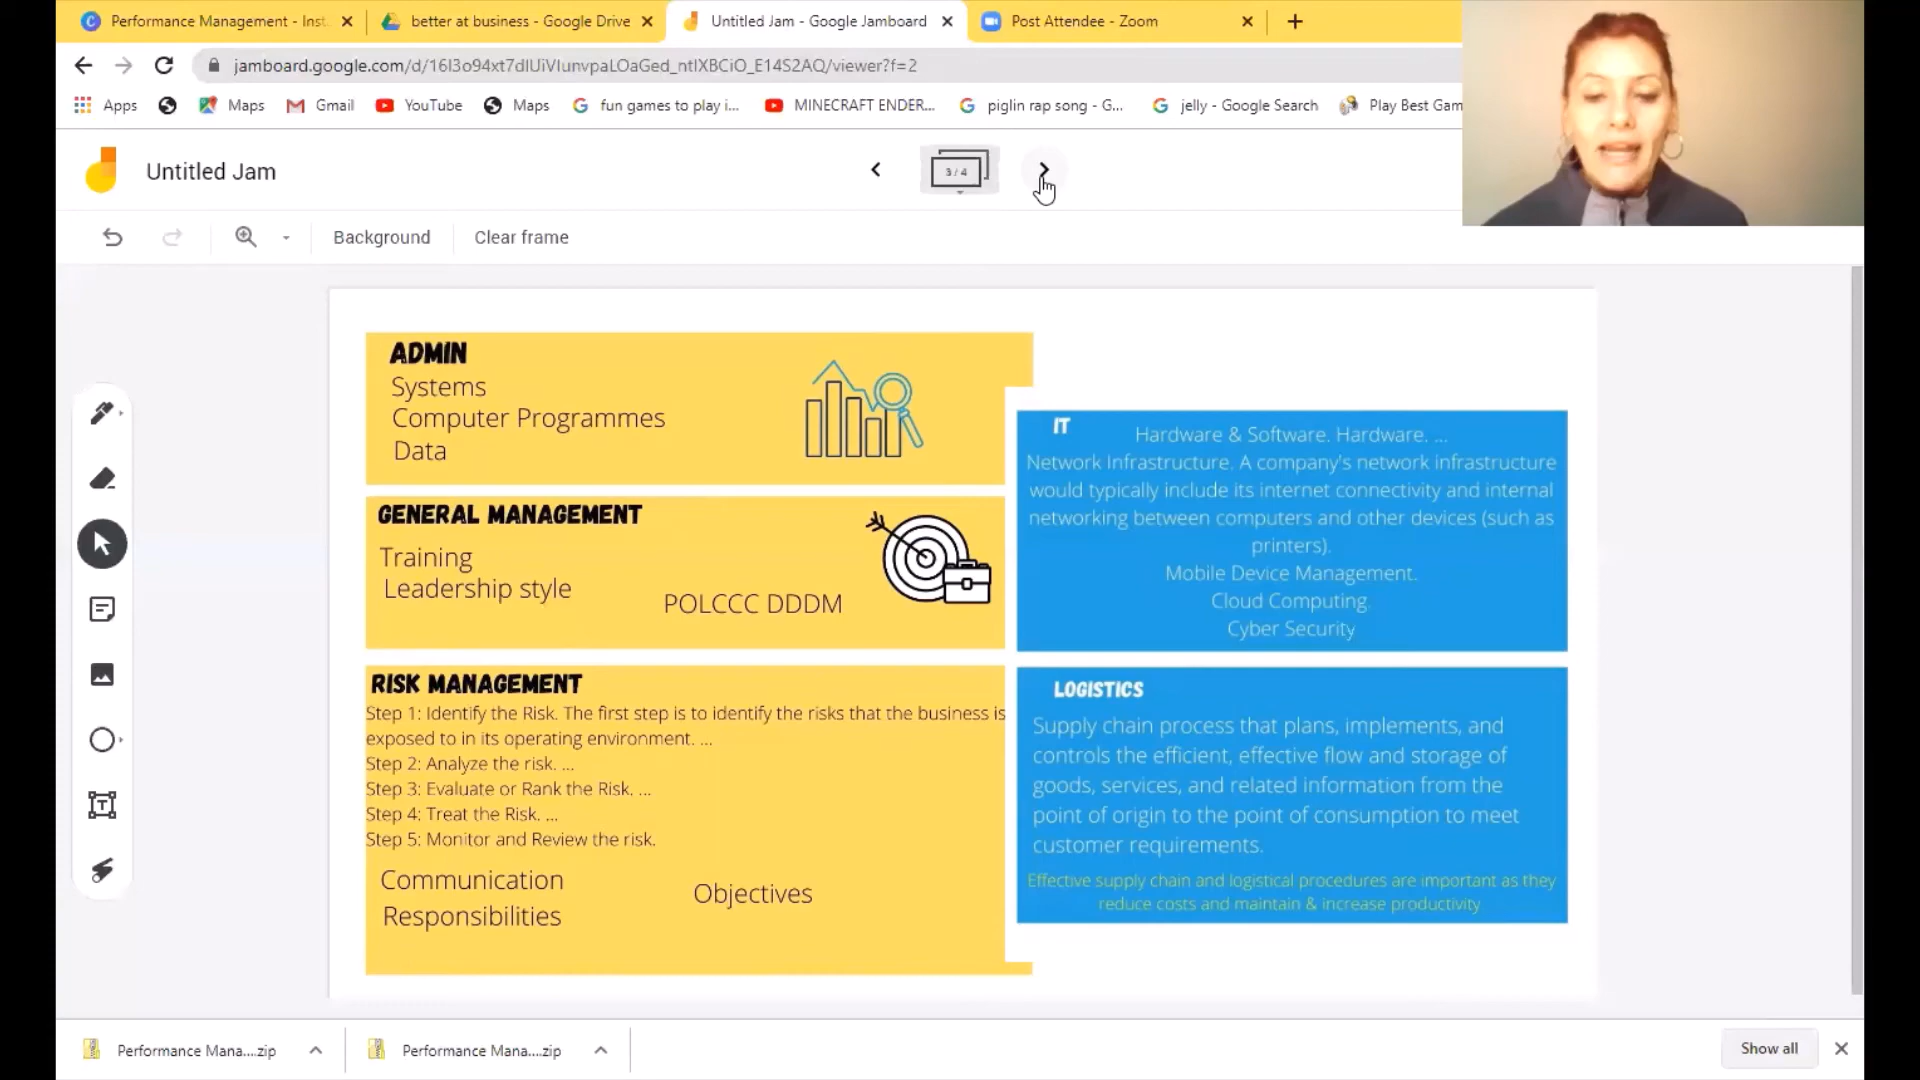 Performance Management - Inst
better at business - Google Drive
Untitled Jam - Google Jamboard
Post Attendee - Zoom
Apps
Maps
Gmail
YouTube
Maps
fun games to play i...
MINECRAFT ENDER...
piglin rap song - G...
jelly - Google Search
Play Best Gam
Untitled Jam
3 / 4
Background
Clear frame
ADMIN
Systems
Computer Programmes
Data
GENERAL MANAGEMENT
Training
Leadership style
POLCCC DDDM
RISK MANAGEMENT
Step 1: Identify the Risk. The first step is to identify the risks that the business is
exposed to in its operating environment. ...
Step 2: Analyze the risk. ...
Step 3: Evaluate or Rank the Risk. ...
Step 4: Treat the Risk. ...
Step 5: Monitor and Review the risk.
Communication
Responsibilities
Objectives
IT
Hardware & Software. Hardware. ...
Network Infrastructure. A company's network infrastructure
would typically include its internet connectivity and internal
networking between computers and other devices (such as
printers).
Mobile Device Management.
Cloud Computing.
Cyber Security
LOGISTICS
Supply chain process that plans, implements, and
controls the efficient, effective flow and storage of
goods, services, and related information from the
point of origin to the point of consumption to meet
customer requirements.
Effective supply chain and logistical procedures are important as they
reduce costs and maintain & increase productivity
Performance Mana....zip
Performance Mana....zip
Show all